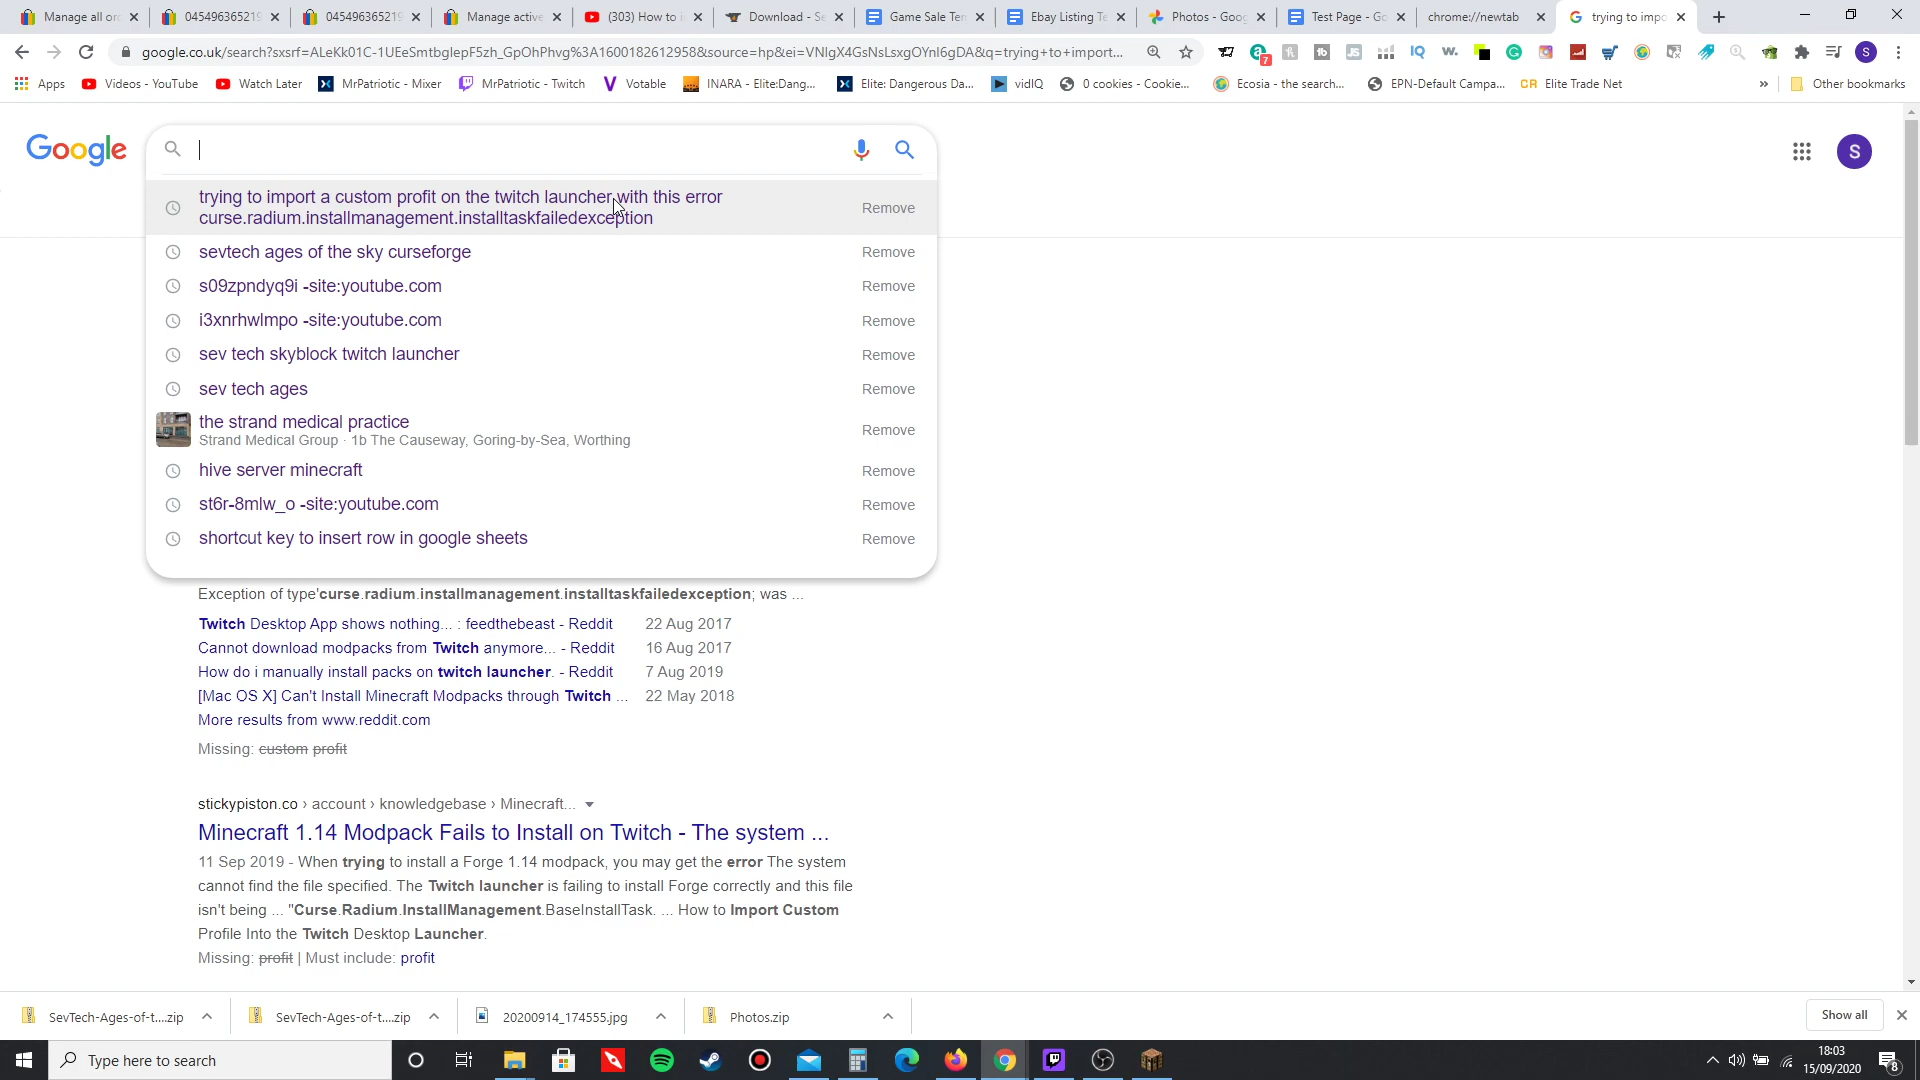 Manage all or
045496365219
045496365219
Manage active
(303) How to i
Download - Se
Game Sale Te
Ebay Listing Te
Photos - Goog
Test Page - Go
chrome://newtab
trying to impo
google.co.uk/search?sxsrf=ALeKk01C-1UEeSmtbglepF5zh_GpOhPhvg%3A1600182612958&source=hp&ei=VNlgX4GsNsLsxgOYnI6gDA&q=trying+to+import...
7
Apps
Videos - YouTube
Watch Later
MrPatriotic - Mixer
MrPatriotic - Twitch
Votable
INARA - Elite:Dang...
Elite: Dangerous Da...
vidIQ
0 cookies - Cookie...
Ecosia - the search...
EPN-Default Campa...
CR Elite Trade Net
»
Other bookmarks
Google
S
trying to import a custom profit on the twitch launcher with this error
curse.radium.installmanagement.installtaskfailedexception
Remove
sevtech ages of the sky curseforge
Remove
s09zpndyq9i -site:youtube.com
Remove
i3xnrhwlmpo -site:youtube.com
Remove
sev tech skyblock twitch launcher
Remove
sev tech ages
Remove
the strand medical practice
Strand Medical Group · 1b The Causeway, Goring-by-Sea, Worthing
Remove
hive server minecraft
Remove
st6r-8mlw_o -site:youtube.com
Remove
shortcut key to insert row in google sheets
Remove
Exception of type'curse.radium.installmanagement.installtaskfailedexception; was ...
Twitch Desktop App shows nothing... : feedthebeast - Reddit 22 Aug 2017
Cannot download modpacks from Twitch anymore... - Reddit 16 Aug 2017
How do i manually install packs on twitch launcher. - Reddit 7 Aug 2019
[Mac OS X] Can't Install Minecraft Modpacks through Twitch ... 22 May 2018
More results from www.reddit.com
Missing: custom profit
stickypiston.co › account › knowledgebase › Minecraft...
Minecraft 1.14 Modpack Fails to Install on Twitch - The system ...
11 Sep 2019 - When trying to install a Forge 1.14 modpack, you may get the error The system
cannot find the file specified. The Twitch launcher is failing to install Forge correctly and this file
isn't being ... "Curse.Radium.InstallManagement.BaseInstallTask. ... How to Import Custom
Profile Into the Twitch Desktop Launcher.
Missing: profit | Must include: profit
SevTech-Ages-of-t....zip
SevTech-Ages-of-t....zip
20200914_174555.jpg
Photos.zip
Show all
Type here to search
18:03
15/09/2020
8